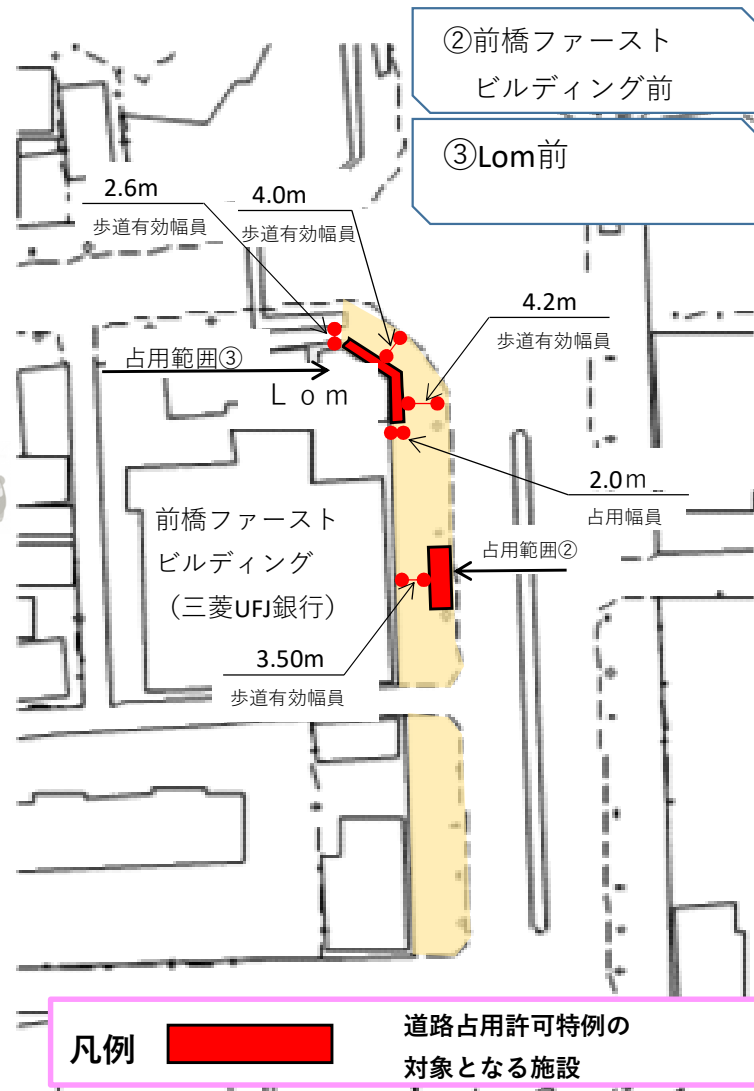 ②前橋ファースト
ビルディング前
③Lom前
2.6m
歩道有効幅員
4.0m
歩道有効幅員
4.2m
歩道有効幅員
占用範囲③
Ｌｏｍ
2.0ｍ
占用幅員
前橋ファースト
ビルディング
（三菱UFJ銀行）
占用範囲②
3.50m
歩道有効幅員
凡例
道路占用許可特例の
対象となる施設